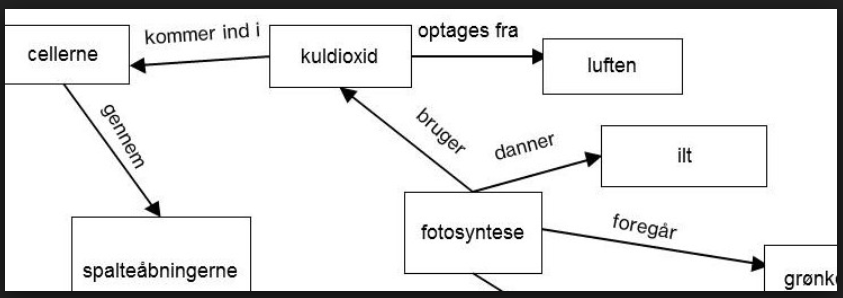 kommer ind i
optages fra
cellerne
kuldioxid
luften
gennem
bruger
danner
ilt
fotosyntese
foregår
spalteåbningerne